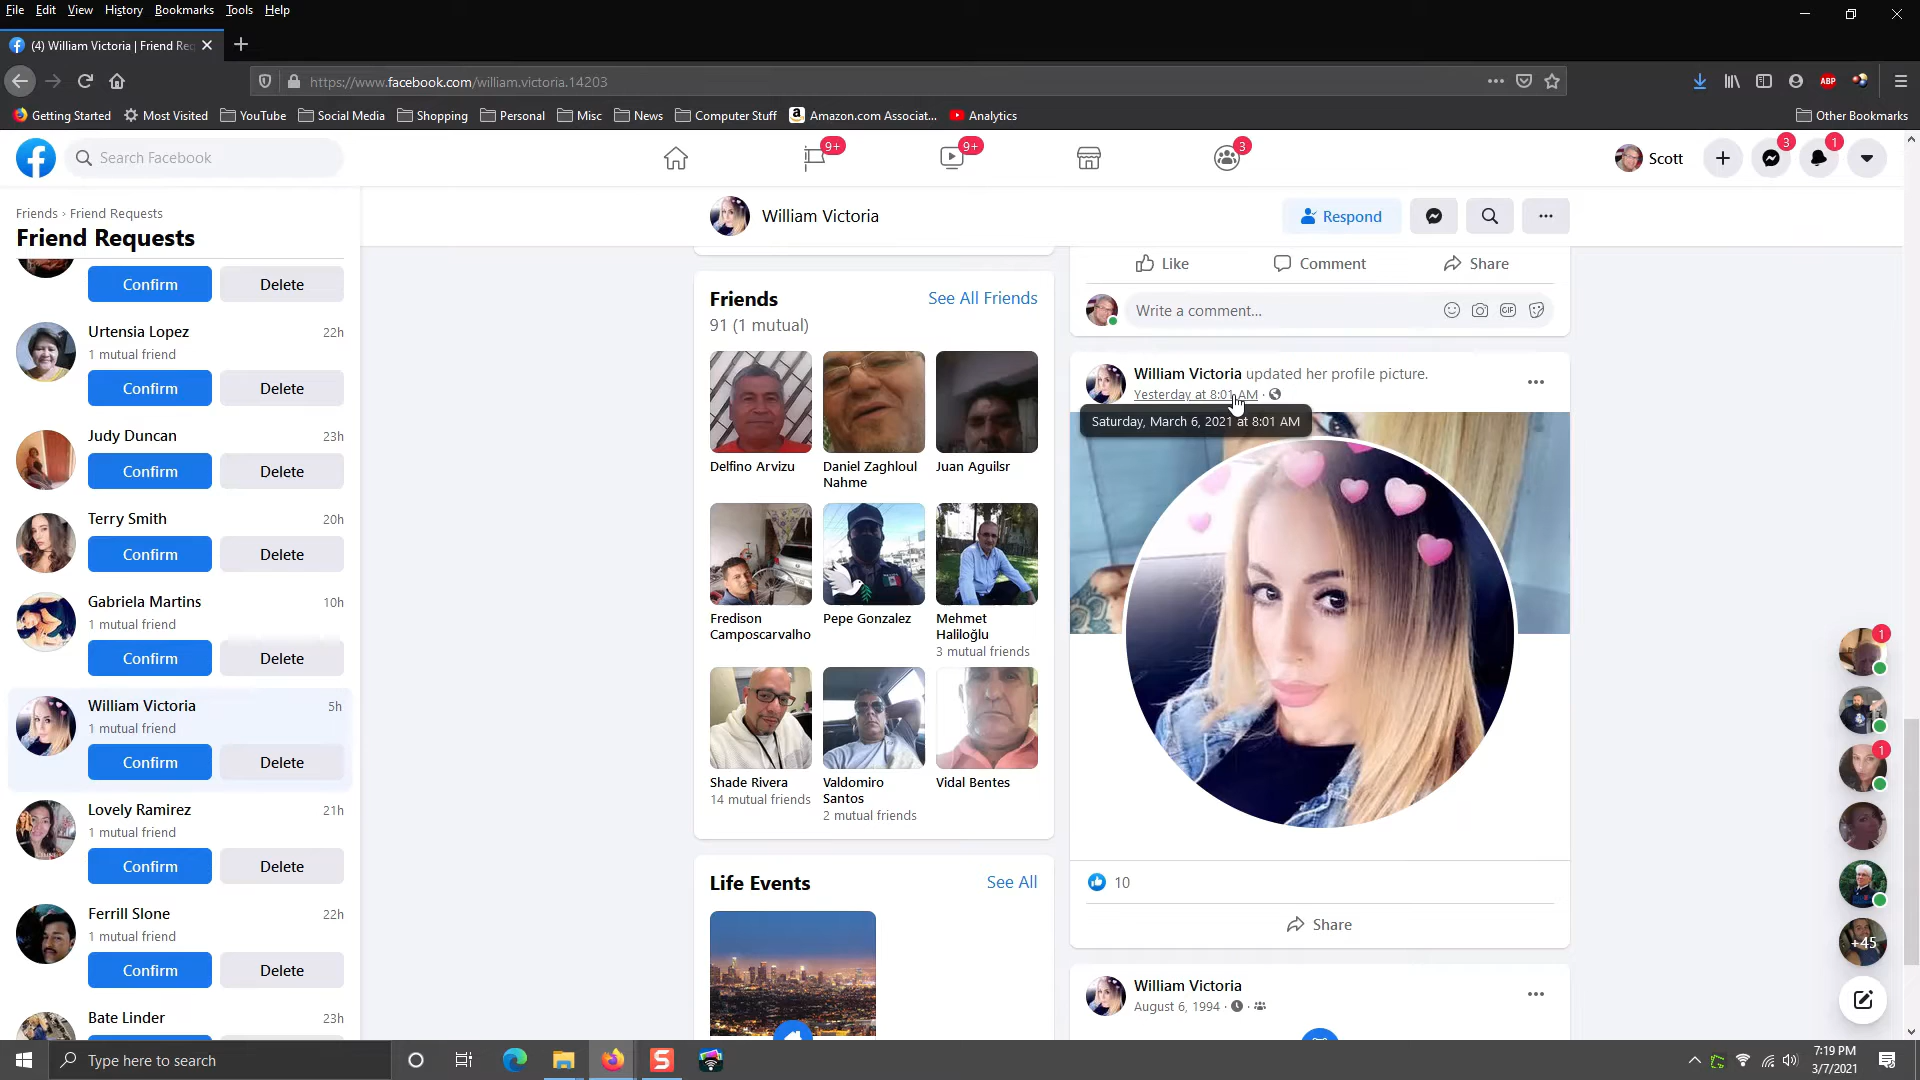 File Edit View History Bookmarks Tools Help
(4) William Victoria | Friend Req
https://www.facebook.com/william.victoria.14203
ABP
Getting Started Most Visited YouTube Social Media Shopping Personal Misc News Computer Stuff Amazon.com Associat... Analytics Other Bookmarks
Search Facebook
9+
9+
3
Scott
3
1
Friends › Friend Requests
Friend Requests
Confirm Delete
Urtensia Lopez 22h
1 mutual friend
Confirm Delete
Judy Duncan 23h
Confirm Delete
Terry Smith 20h
Confirm Delete
Gabriela Martins 10h
1 mutual friend
Confirm Delete
William Victoria 5h
1 mutual friend
Confirm Delete
Lovely Ramirez 21h
1 mutual friend
Confirm Delete
Ferrill Slone 22h
1 mutual friend
Confirm Delete
Bate Linder 23h
William Victoria
Respond
Friends
See All Friends
91 (1 mutual)
Delfino Arvizu
Daniel Zaghloul
Nahme
Juan Aguilsr
Fredison
Camposcarvalho
Pepe Gonzalez
Mehmet
Haliloğlu
3 mutual friends
Shade Rivera
14 mutual friends
Valdomiro
Santos
2 mutual friends
Vidal Bentes
Life Events
See All
Like Comment Share
Write a comment...
GIF
William Victoria updated her profile picture.
Yesterday at 8:01 AM ·
Saturday, March 6, 2021 at 8:01 AM
10
Share
William Victoria
August 6, 1994 · ·
1
1
+45
Type here to search
S
7:19 PM
3/7/2021